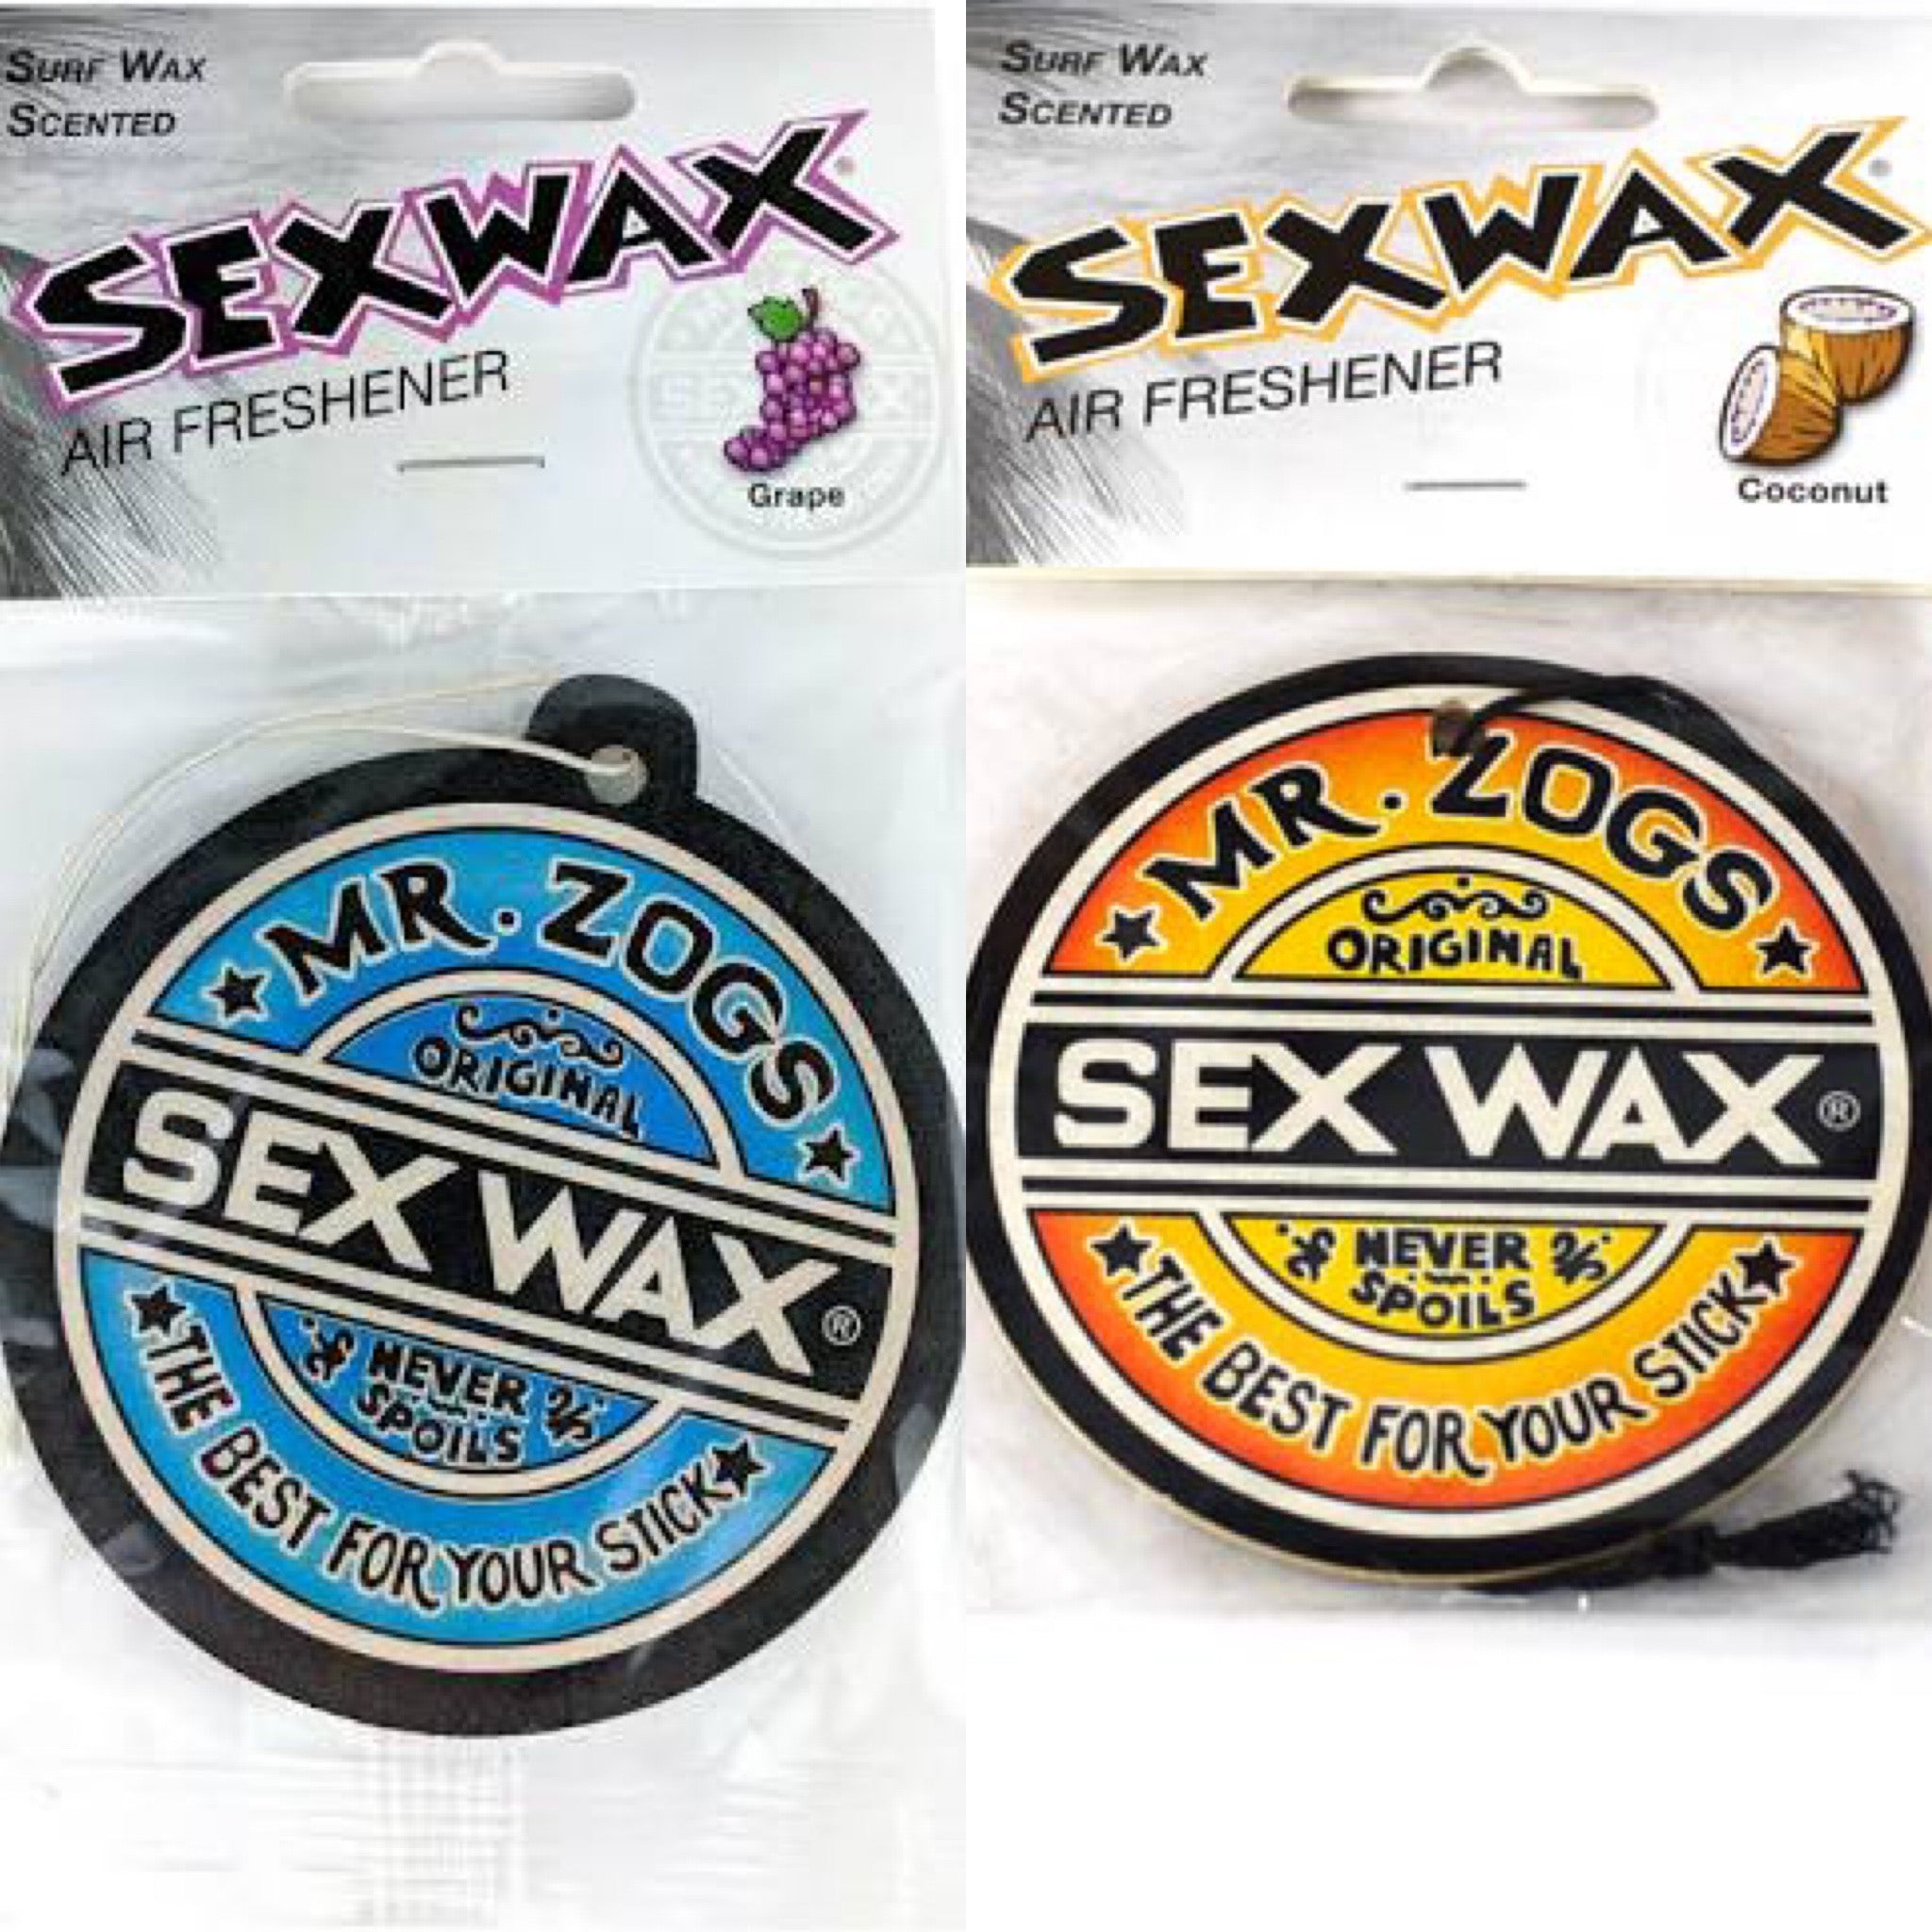 SURF WAX
SCENTED
SEXWAX®
AIR FRESHENER
Grape
★MR. ZOGS★
ORIGINAL
SEX WAX®
NEVER
SPOILS
★THE BEST FOR YOUR STICK★
SURF WAX
SCENTED
SEXWAX®
AIR FRESHENER
Coconut
★MR. ZOGS★
ORIGINAL
SEX WAX®
NEVER
SPOILS
★THE BEST FOR YOUR STICK★